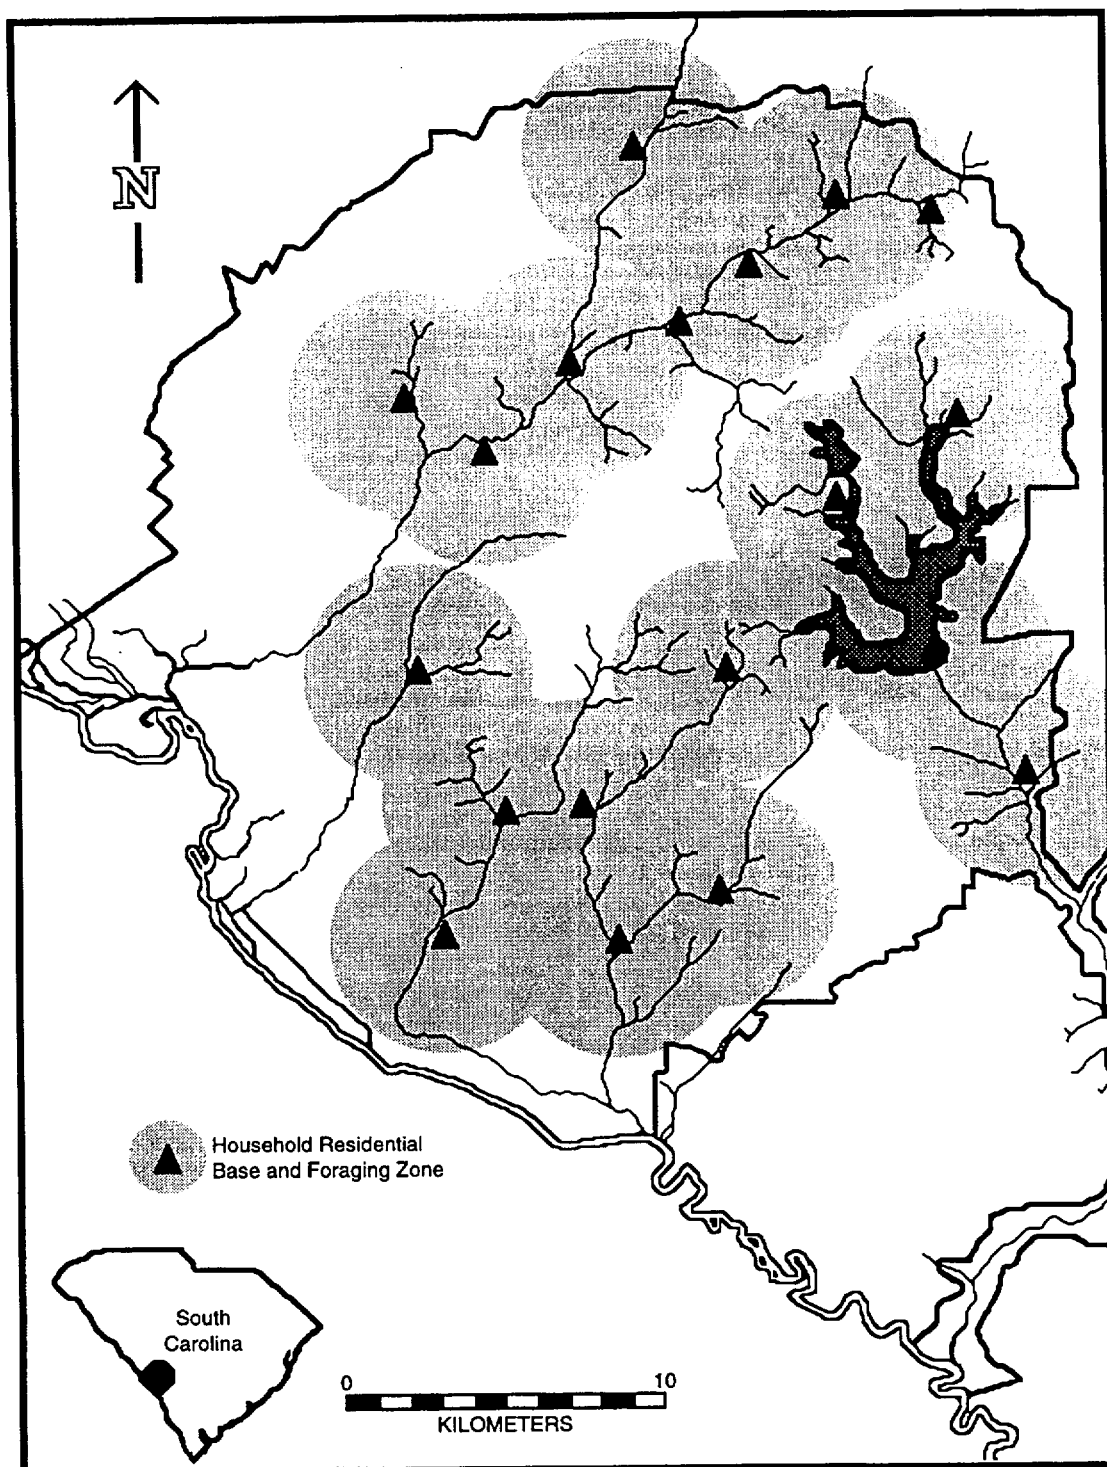 N
Household Residential
Base and Foraging Zone
South
Carolina
0 10
KILOMETERS